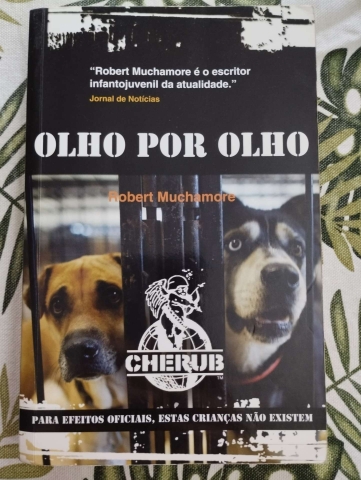 “Robert Muchamore é o escritor
infantojuvenil da atualidade.”
Jornal de Notícias
OLHO POR OLHO
Robert Muchamore
CHERUB
TM
PARA EFEITOS OFICIAIS, ESTAS CRIANÇAS NÃO EXISTEM